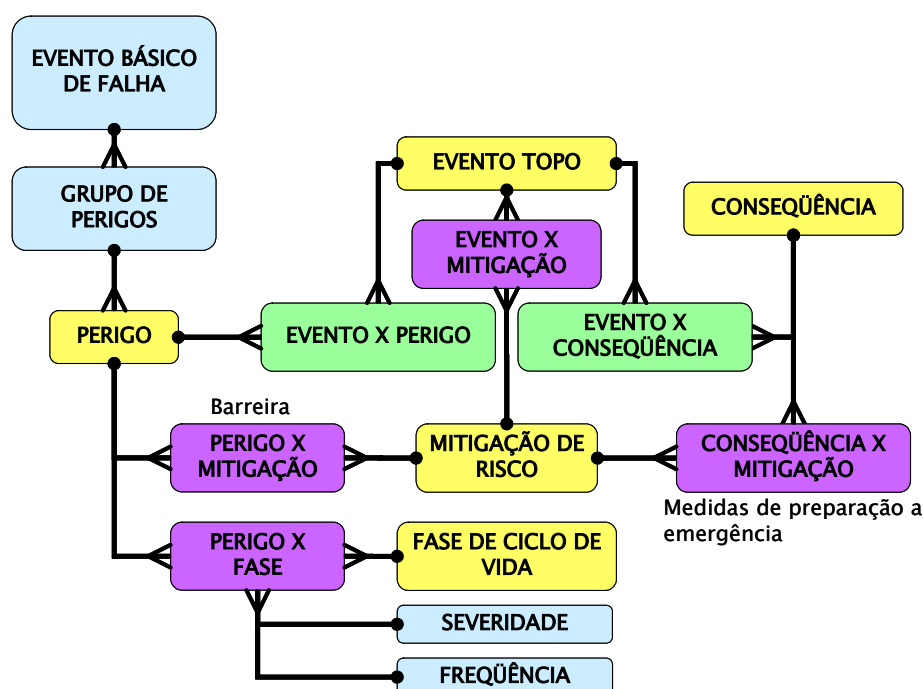 EVENTO BÁSICO
DE FALHA
GRUPO DE
PERIGOS
EVENTO TOPO
CONSEQÜÊNCIA
EVENTO X
MITIGAÇÃO
PERIGO
EVENTO X PERIGO
EVENTO X
CONSEQÜÊNCIA
Barreira
PERIGO X
MITIGAÇÃO
MITIGAÇÃO DE
RISCO
CONSEQÜÊNCIA X
MITIGAÇÃO
Medidas de preparação a
emergência
PERIGO X
FASE
FASE DE CICLO DE
VIDA
SEVERIDADE
FREQÜÊNCIA